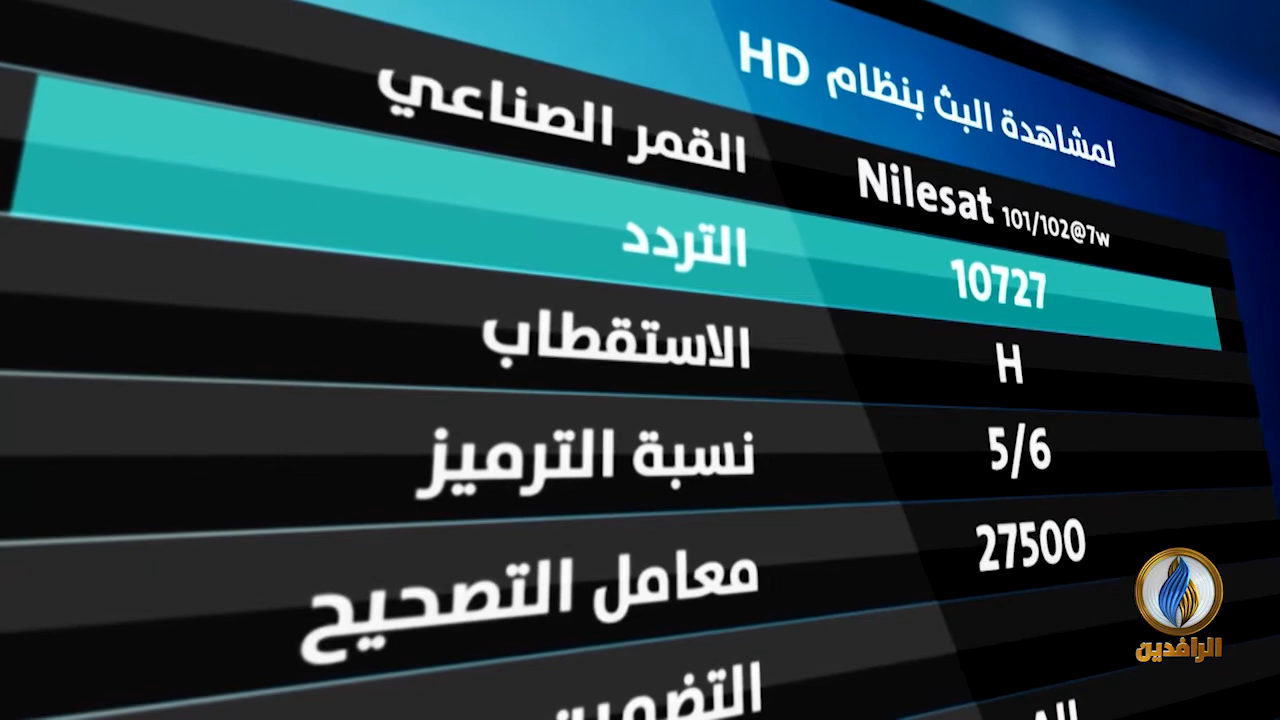 لمشاهدة البث بنظام HD
Nilesat 101/102@7w
القمر الصناعي
10727
التردد
H
الاستقطاب
5/6
نسبة الترميز
27500
معامل التصحيح
الرافدين